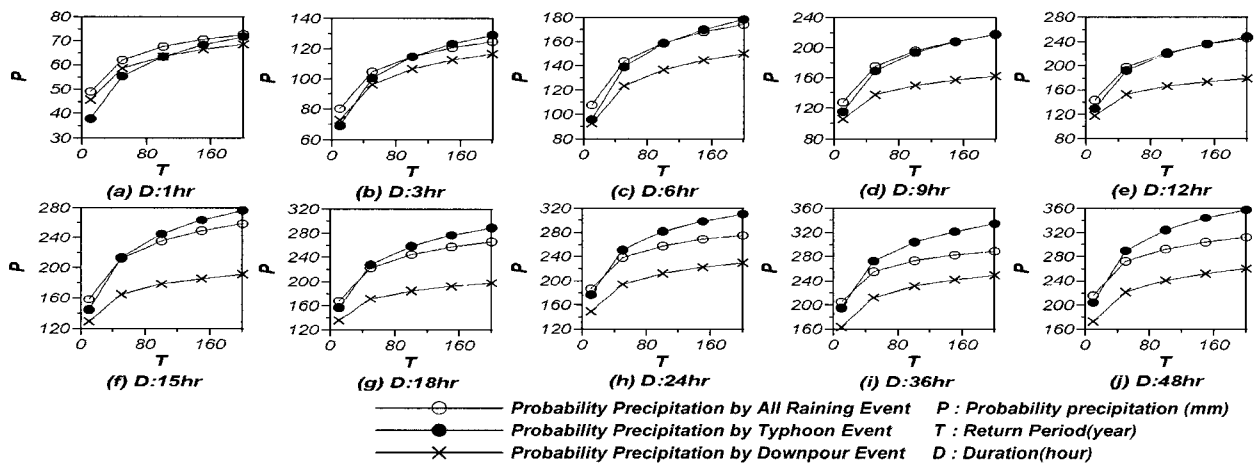 80
70
60
50
40
30
P
0
80
160
T
(a) D:1hr
140
120
100
80
60
P
0
80
160
T
(b) D:3hr
180
160
140
120
100
80
P
0
80
160
T
(c) D:6hr
240
200
160
120
80
P
0
80
160
T
(d) D:9hr
280
240
200
160
120
80
P
0
80
160
T
(e) D:12hr
280
240
200
160
120
P
0
80
160
T
(f) D:15hr
320
280
240
200
160
120
P
0
80
160
T
(g) D:18hr
320
280
240
200
160
120
P
0
80
160
T
(h) D:24hr
360
320
280
240
200
160
P
0
80
160
T
(i) D:36hr
360
320
280
240
200
160
P
0
80
160
T
(j) D:48hr
Probability Precipitation by All Raining Event P : Probability precipitation (mm)
Probability Precipitation by Typhoon Event T : Return Period(year)
Probability Precipitation by Downpour Event D : Duration(hour)